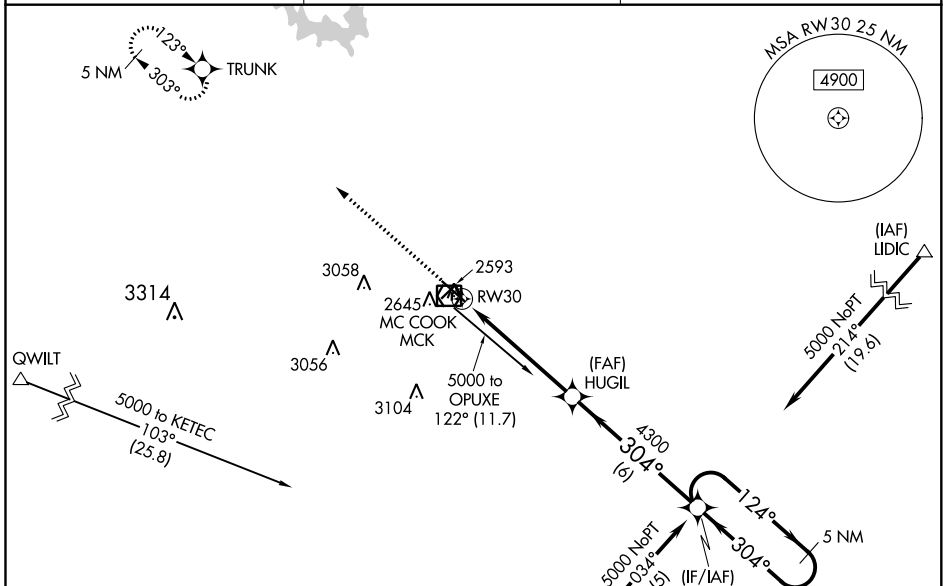 123°
303°
5 NM
TRUNK
MSA RW30 25 NM
4900
(IAF)
LIDIC
5000 NoPT
214°
(19.6)
3058
2593
3314
2645
RW30
MC COOK
MCK
3056
QWILT
5000 to KETEC
103°
(25.8)
3104
5000 to
OPUXE
122° (11.7)
(FAF)
HUGIL
4300
304°
(6)
124°
304°
5 NM
5000 NoPT
034°
(IF/IAF)